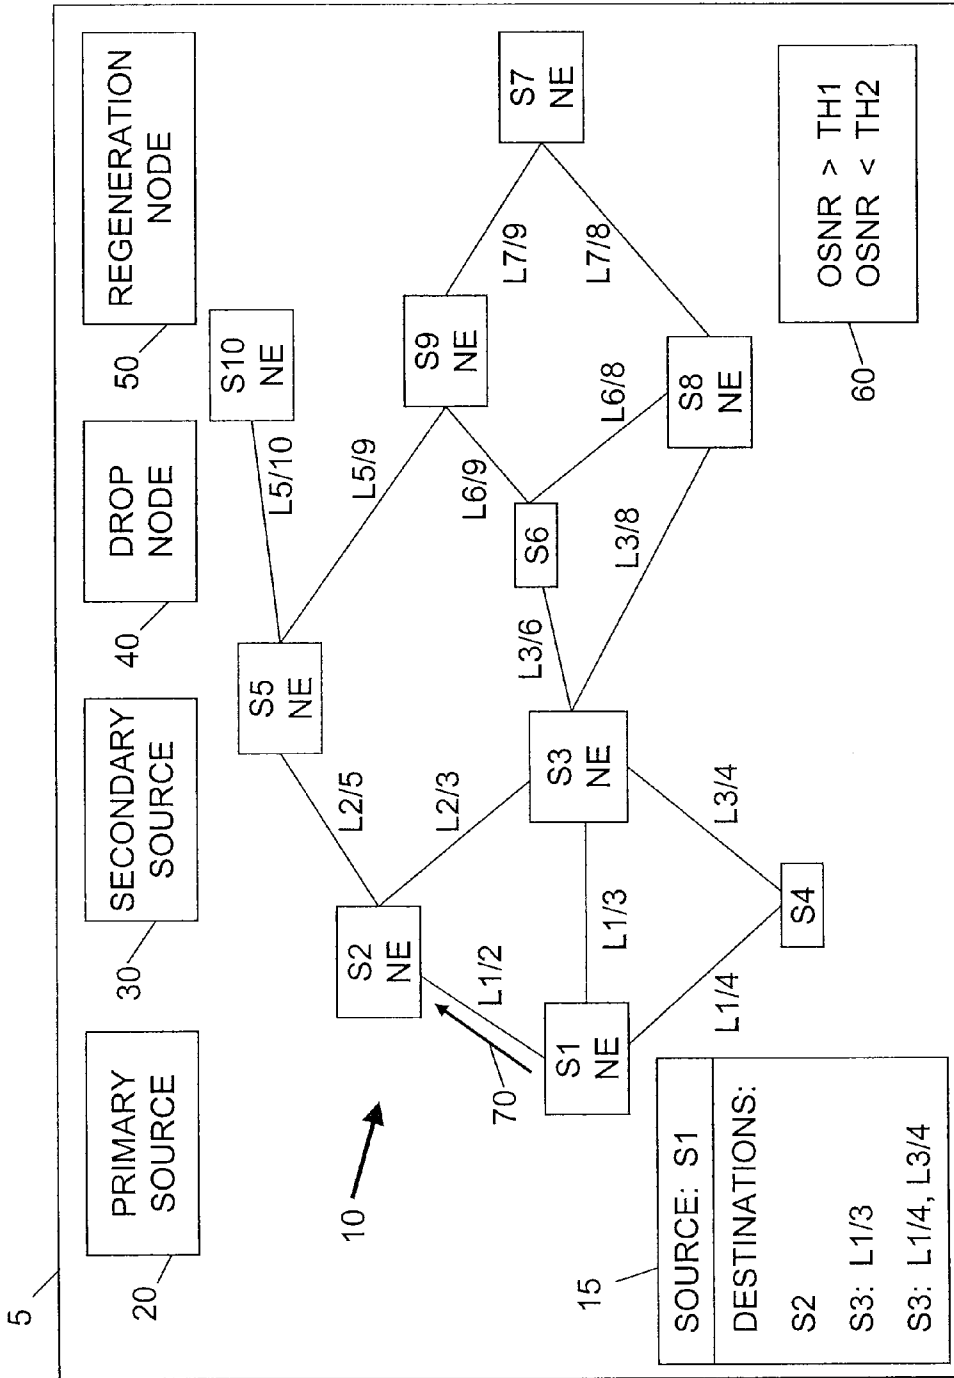 5
PRIMARY
SOURCE
20
SECONDARY
SOURCE
30
DROP
NODE
40
REGENERATION
NODE
50
10
S10
NE
L5/10
S5
NE
L2/5
L5/9
S2
NE
L2/3
S9
NE
L7/9
L6/9
S7
NE
L1/2
70
S1
NE
L1/3
S3
NE
L3/6
S6
L6/8
L7/8
L3/8
S8
NE
L1/4
L3/4
S4
15
SOURCE: S1
DESTINATIONS:
S2
S3: L1/3
S3: L1/4, L3/4
OSNR > TH1
OSNR < TH2
60